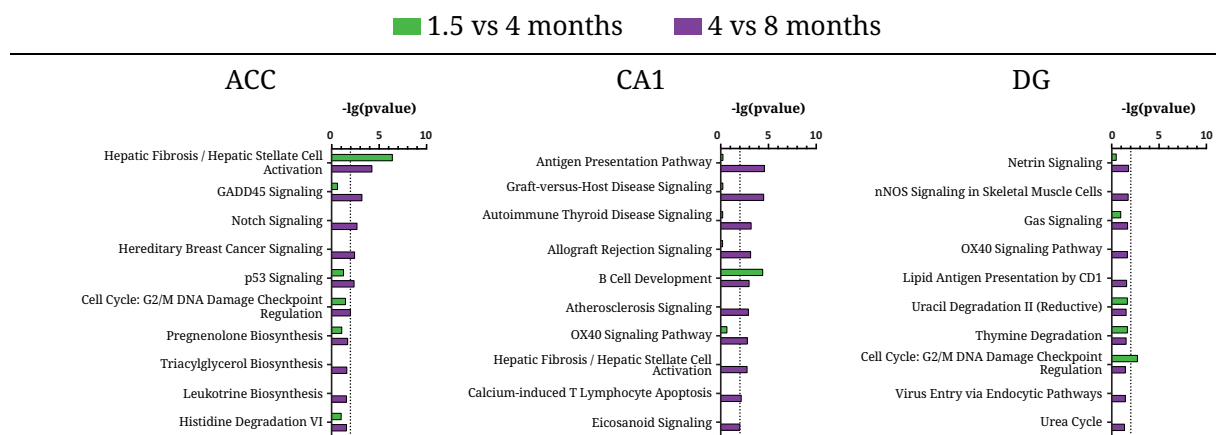 1.5 vs 4 months 4 vs 8 months
ACC
-lg(pvalue)
0 5 10
Hepatic Fibrosis / Hepatic Stellate Cell
Activation
GADD45 Signaling
Notch Signaling
Hereditary Breast Cancer Signaling
p53 Signaling
Cell Cycle: G2/M DNA Damage Checkpoint
Regulation
Pregnenolone Biosynthesis
Triacylglycerol Biosynthesis
Leukotrine Biosynthesis
Histidine Degradation VI
CA1
-lg(pvalue)
0 5 10
Antigen Presentation Pathway
Graft-versus-Host Disease Signaling
Autoimmune Thyroid Disease Signaling
Allograft Rejection Signaling
B Cell Development
Atherosclerosis Signaling
OX40 Signaling Pathway
Hepatic Fibrosis / Hepatic Stellate Cell
Activation
Calcium-induced T Lymphocyte Apoptosis
Eicosanoid Signaling
DG
-lg(pvalue)
0 5 10
Netrin Signaling
nNOS Signaling in Skeletal Muscle Cells
Gas Signaling
OX40 Signaling Pathway
Lipid Antigen Presentation by CD1
Uracil Degradation II (Reductive)
Thymine Degradation
Cell Cycle: G2/M DNA Damage Checkpoint
Regulation
Virus Entry via Endocytic Pathways
Urea Cycle